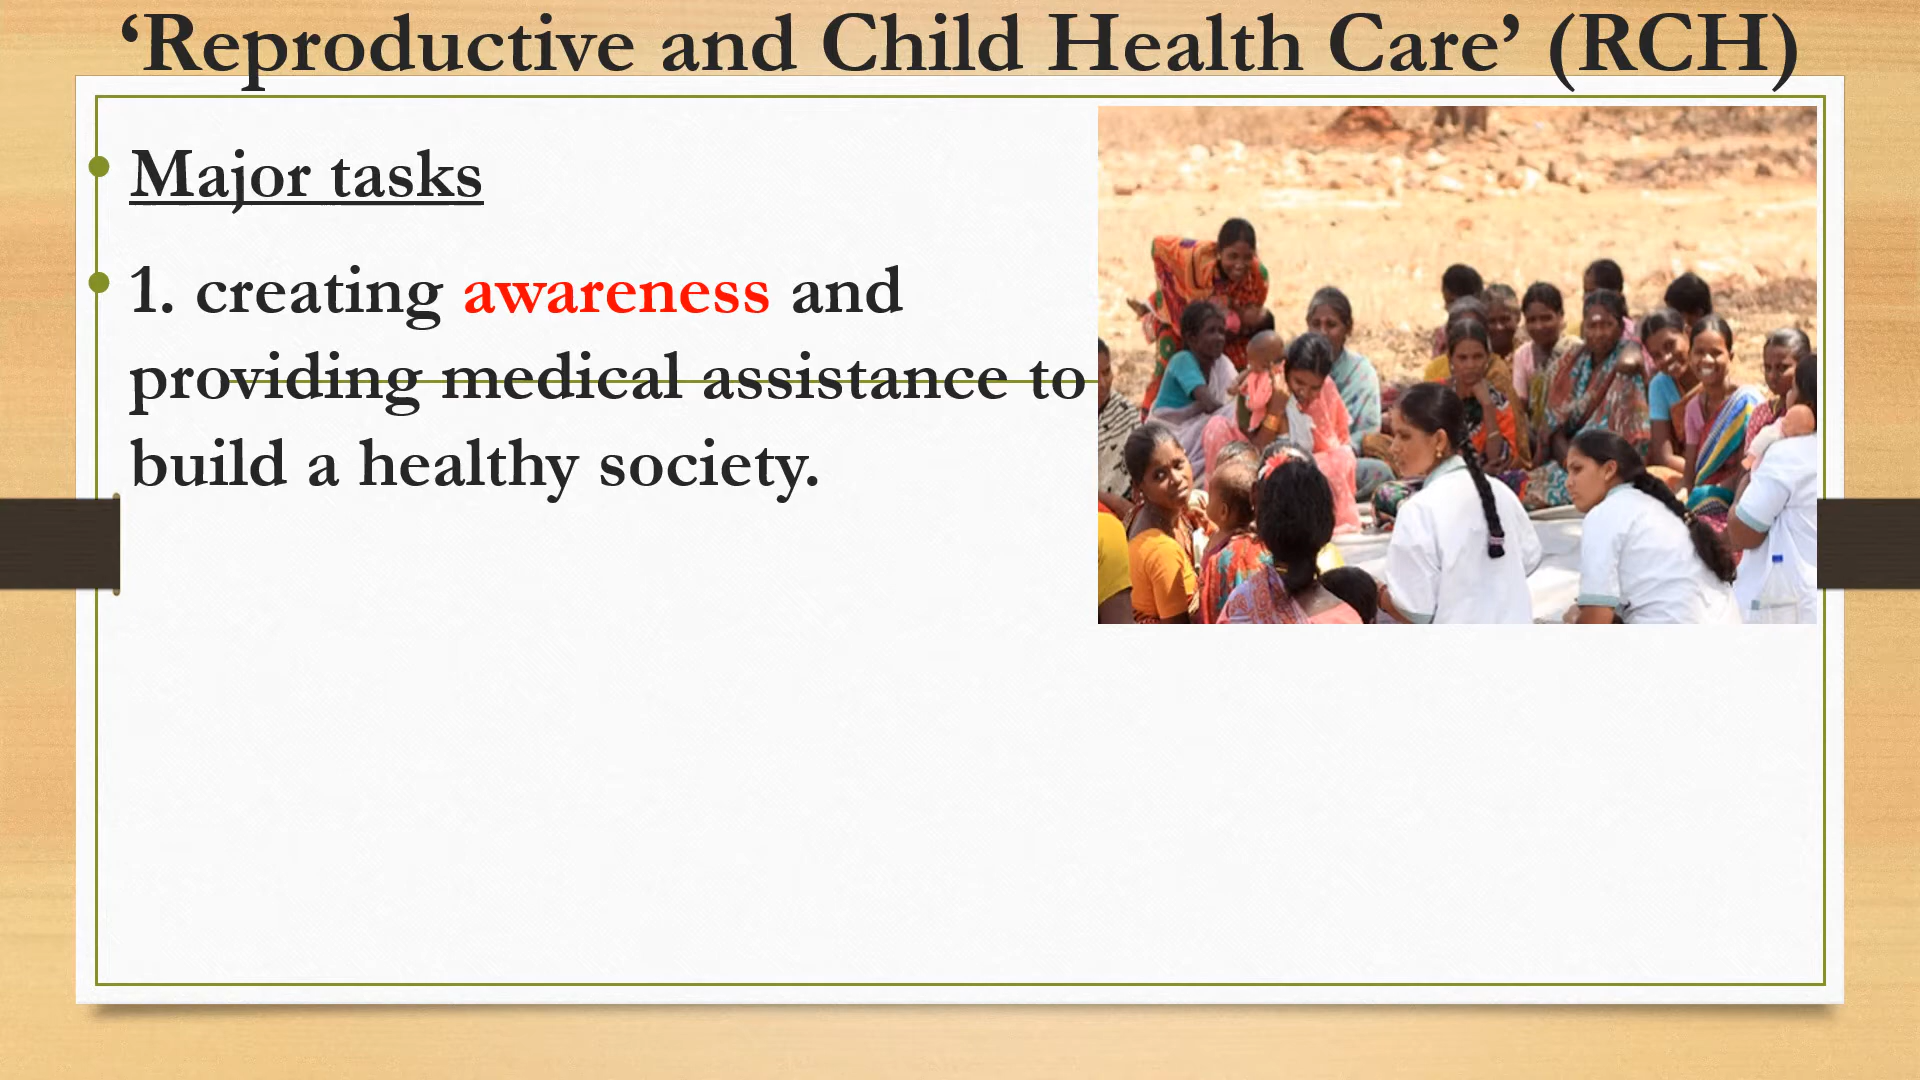 ‘Reproductive and Child Health Care’ (RCH)
Major tasks
1. creating awareness and
providing medical assistance to
build a healthy society.